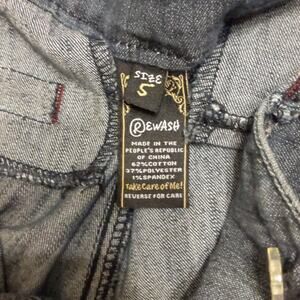 SIZE
5
®EWASH
MADE IN THE
PEOPLE'S REPUBLIC
OF CHINA
62%COTTON
37%POLYESTER
1%SPANDEX
Take Care of Me!
REVERSE FOR CARE